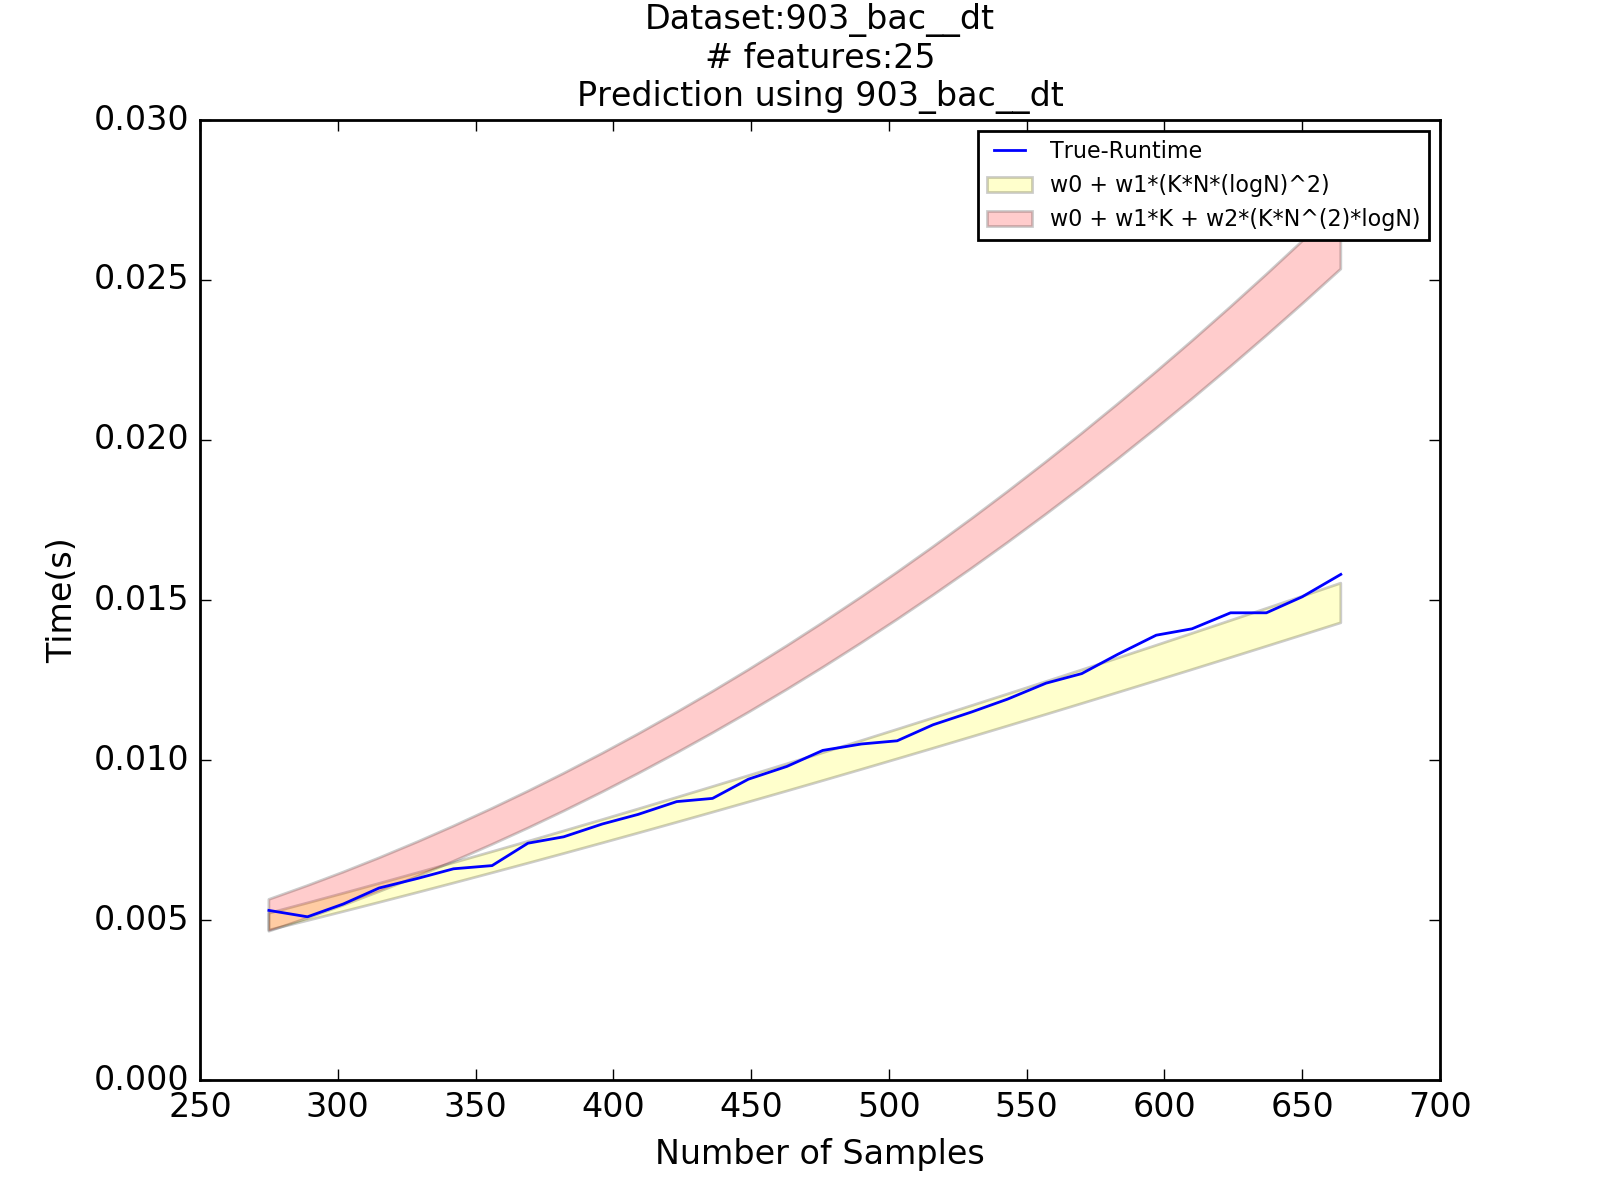 Dataset:903_bac__dt
# features:25
Prediction using 903_bac__dt
0.030
True-Runtime
w0 + w1*(K*N*(logN)^2)
w0 + w1*K + w2*(K*N^(2)*logN)
0.025
0.020
0.015
0.010
0.005
0.000
Time(s)
250 300 350 400 450 500 550 600 650 700
Number of Samples